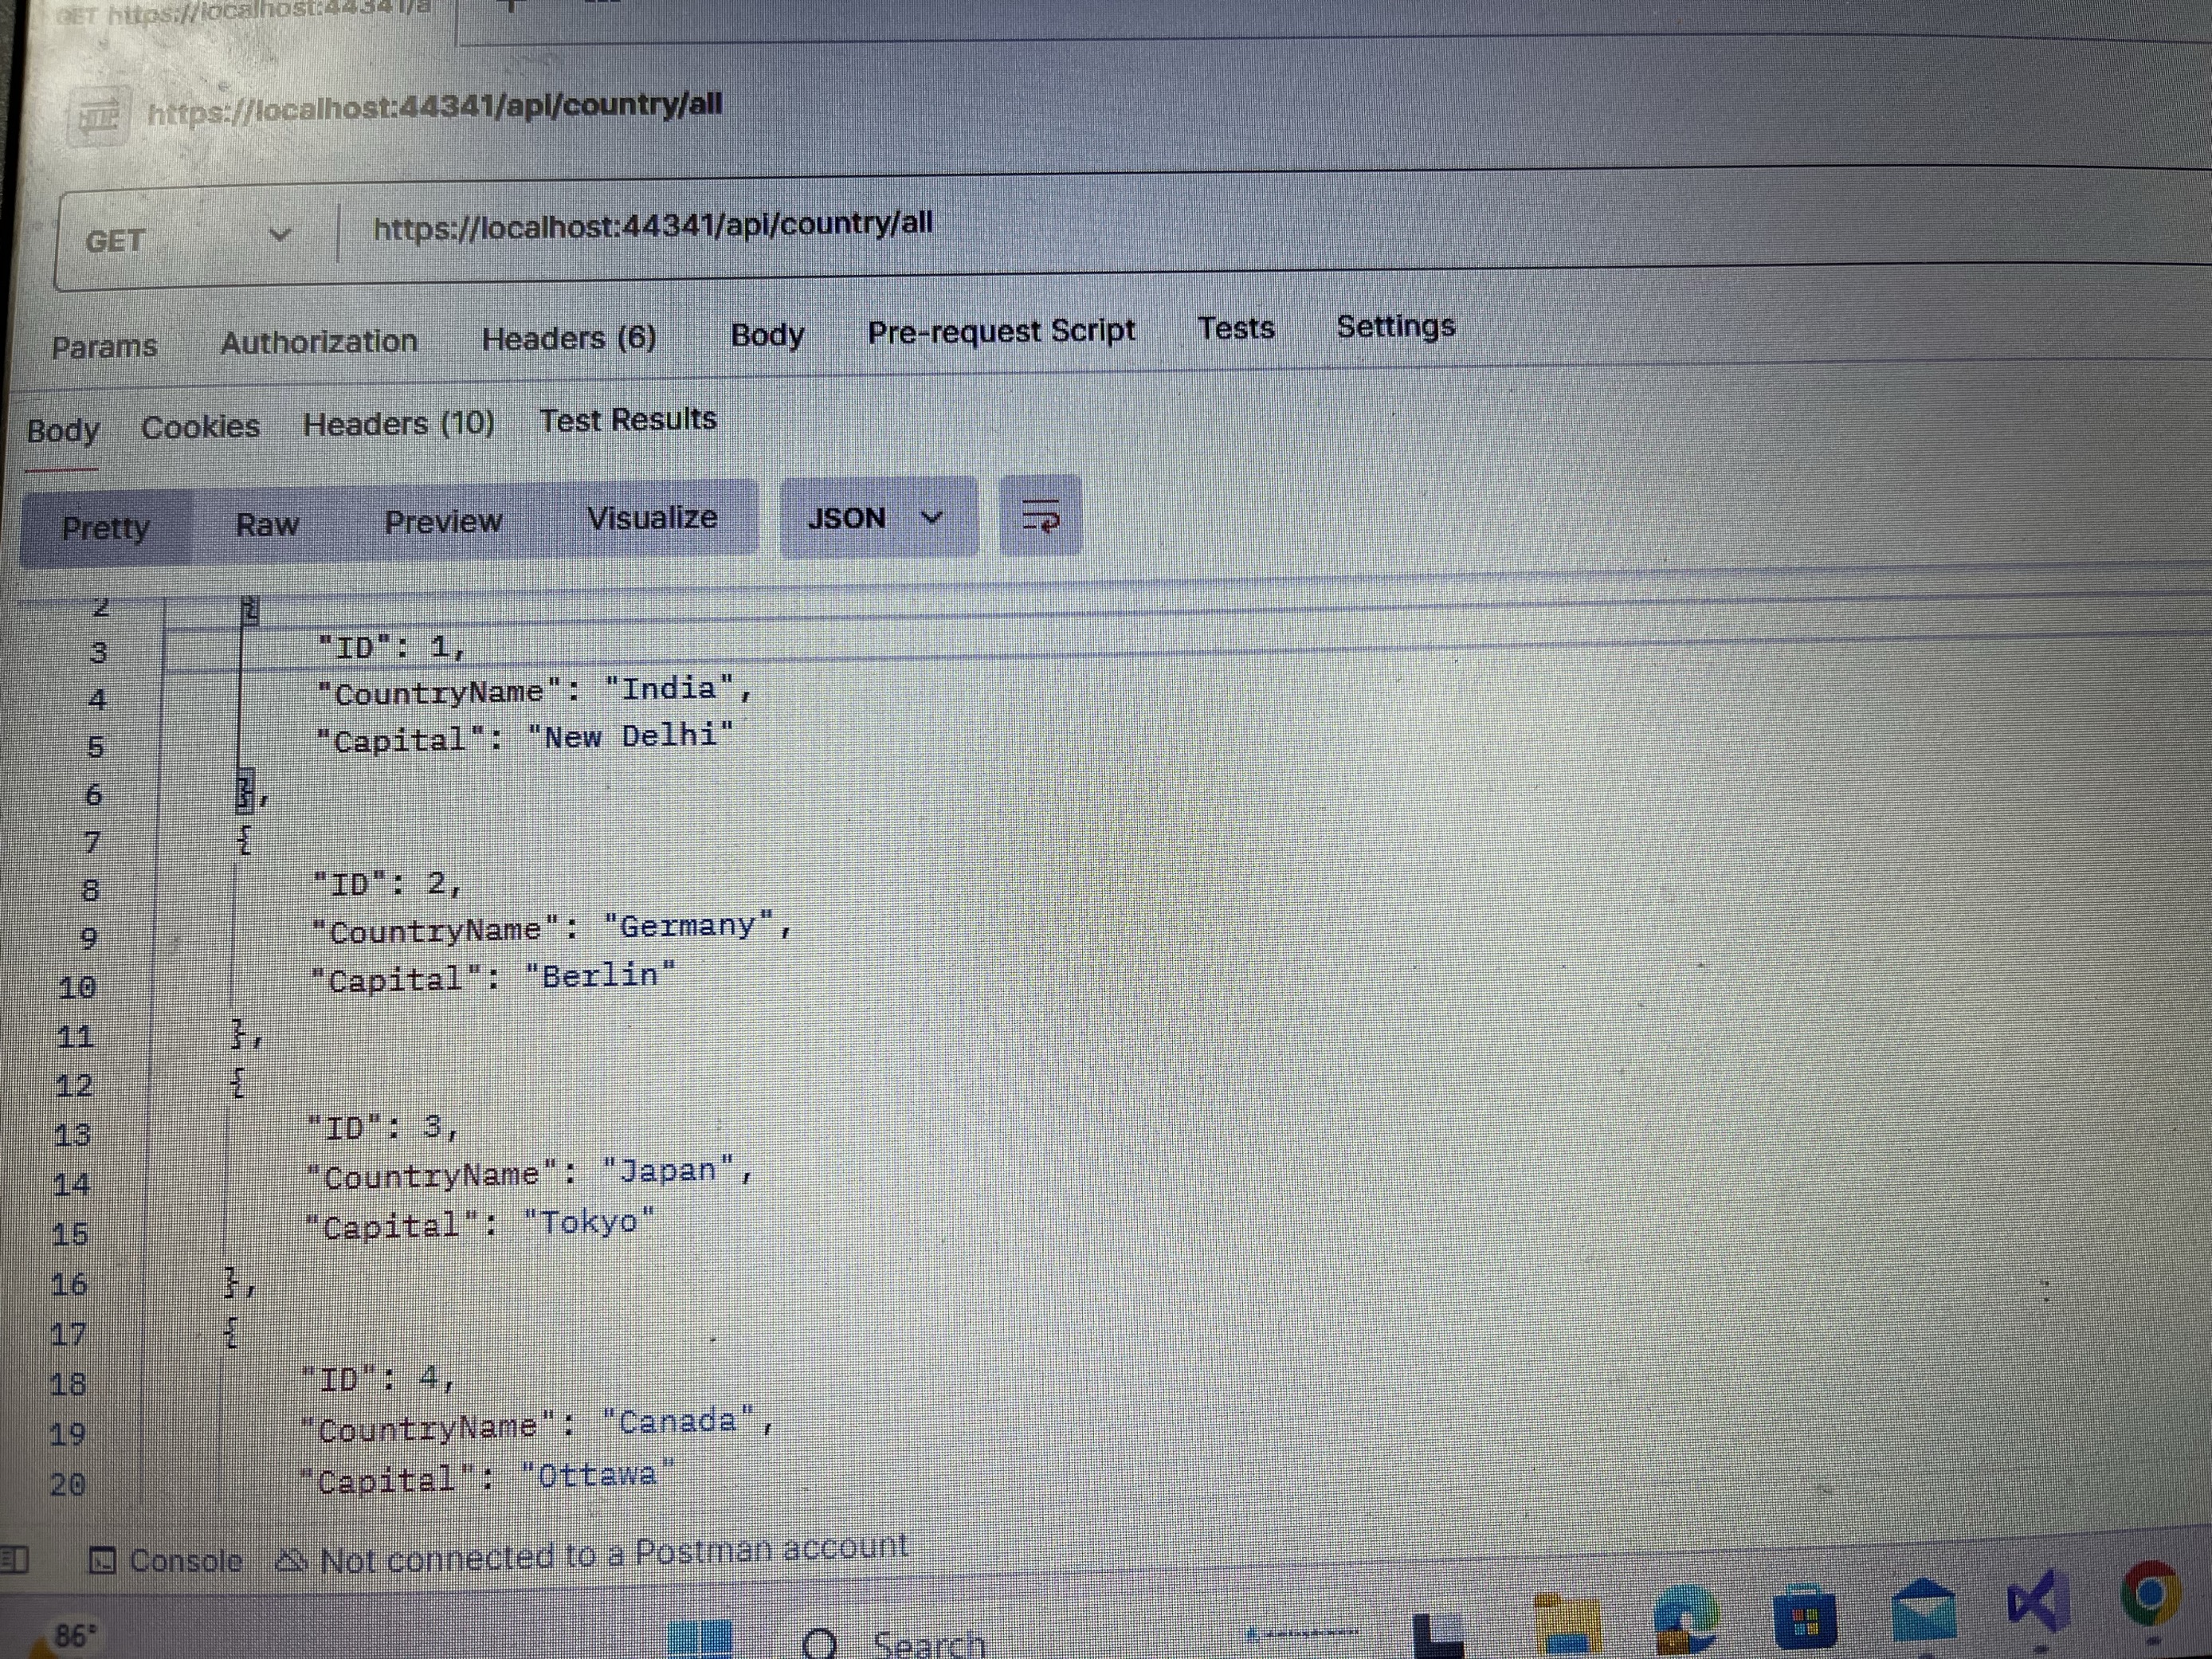 GET https://localhost:44341/a
HTTP https://localhost:44341/api/country/all
GET https://localhost:44341/api/country/all
Params Authorization Headers (6) Body Pre-request Script Tests Settings
Body Cookies Headers (10) Test Results
Pretty Raw Preview Visualize JSON
2 {
3 "ID": 1,
4 "CountryName": "India",
5 "Capital": "New Delhi"
6 },
7 {
8 "ID": 2,
9 "CountryName": "Germany",
10 "Capital": "Berlin"
11 },
12 {
13 "ID": 3,
14 "CountryName": "Japan",
15 "Capital": "Tokyo"
16 },
17 {
18 "ID": 4,
19 "CountryName": "Canada",
20 "Capital": "Ottawa"
Console Not connected to a Postman account
86° Search